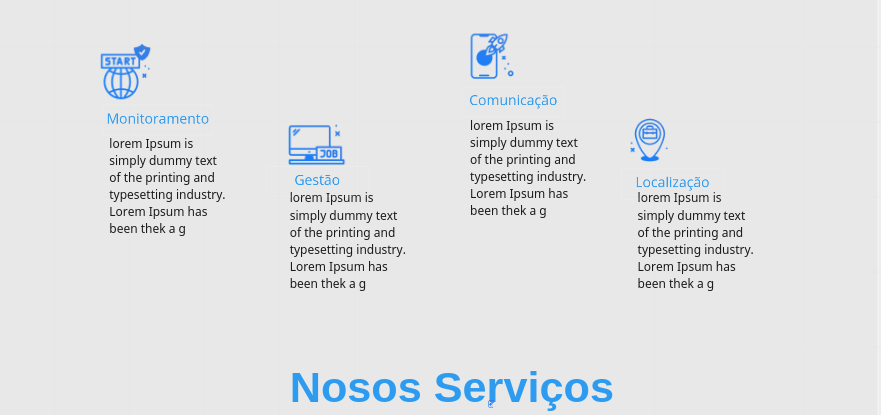 START
Monitoramento
lorem Ipsum is
simply dummy text
of the printing and
typesetting industry.
Lorem Ipsum has
been thek a g
JOB
Gestão
lorem Ipsum is
simply dummy text
of the printing and
typesetting industry.
Lorem Ipsum has
been thek a g
Comunicação
lorem Ipsum is
simply dummy text
of the printing and
typesetting industry.
Lorem Ipsum has
been thek a g
Localização
lorem Ipsum is
simply dummy text
of the printing and
typesetting industry.
Lorem Ipsum has
been thek a g
Nosos Serviços